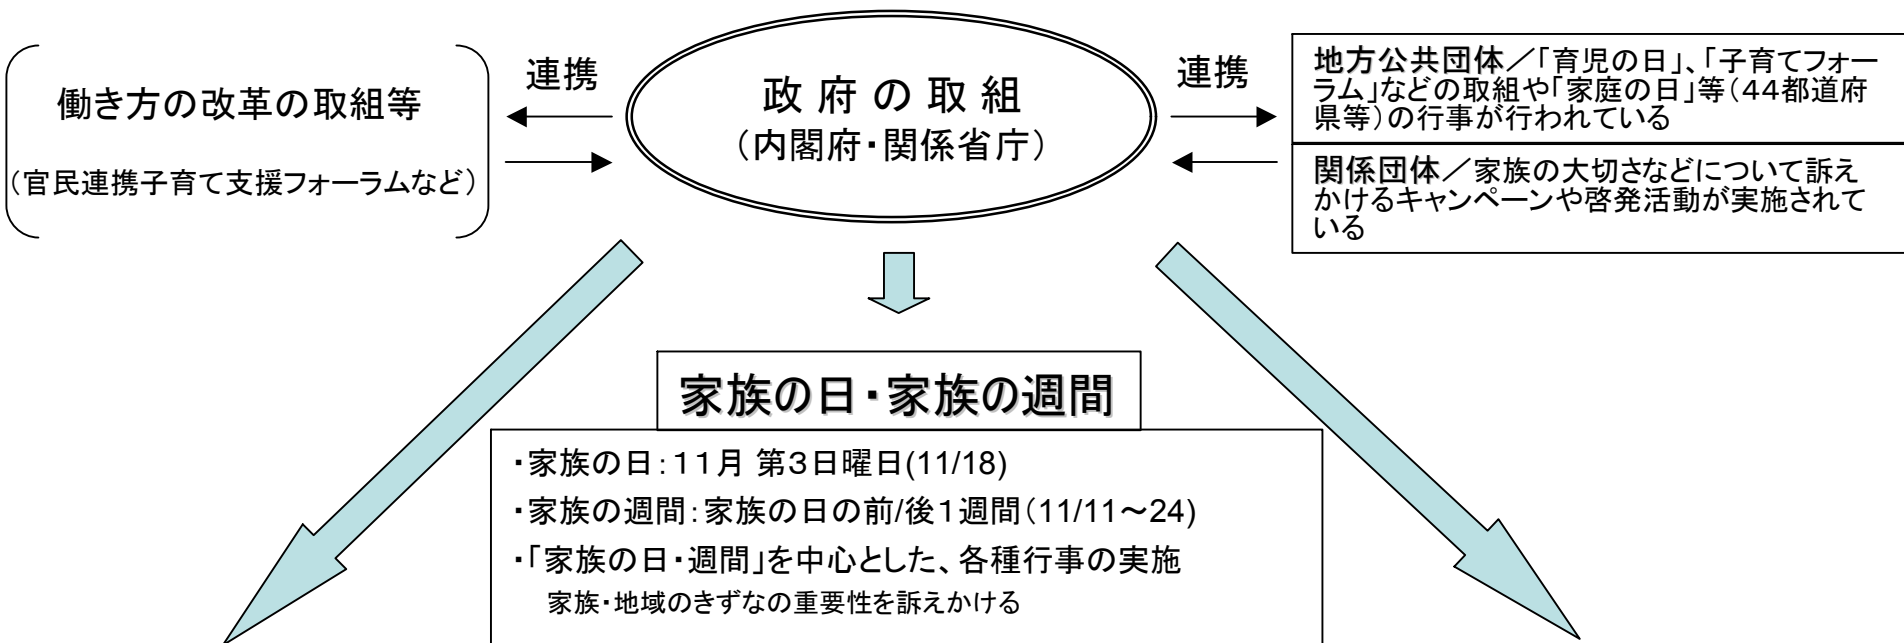 働き方の改革の取組等
(官民連携子育て支援フォーラムなど)
連携
政府の取組
(内閣府・関係省庁)
連携
地方公共団体／「育児の日」、「子育てフォー
ラム」などの取組や「家庭の日」等(44都道府
県等)の行事が行われている
関係団体／家族の大切さなどについて訴え
かけるキャンペーンや啓発活動が実施されて
いる
家族の日・家族の週間
・家族の日：11月 第3日曜日(11/18)
・家族の週間：家族の日の前/後1週間(11/11～24)
・「家族の日・週間」を中心とした、各種行事の実施
家族・地域のきずなの重要性を訴えかける